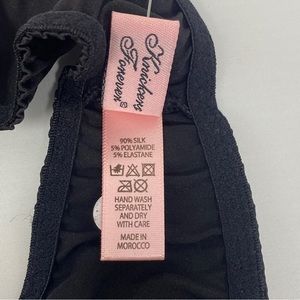 Knickers
Forever®
90% SILK
5% POLYAMIDE
5% ELASTANE
HAND WASH
SEPARATELY
AND DRY
WITH CARE
MADE IN
MOROCCO